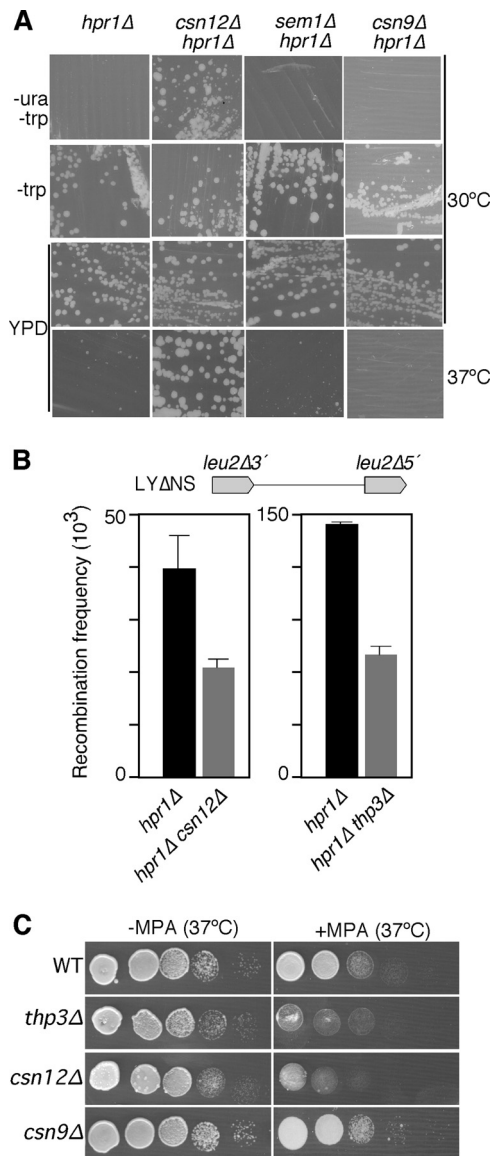 A
hpr1Δ csn12Δ sem1Δ csn9Δ
hpr1Δ hpr1Δ hpr1Δ
-ura
-trp
-trp
30ºC
YPD
37ºC
B
leu2Δ3´ leu2Δ5´
LYΔNS
Recombination frequency (10³)
50 150
0 0
hpr1Δ
hpr1Δ csn12Δ
hpr1Δ
hpr1Δ thp3Δ
C
-MPA (37ºC) +MPA (37ºC)
WT
thp3Δ
csn12Δ
csn9Δ